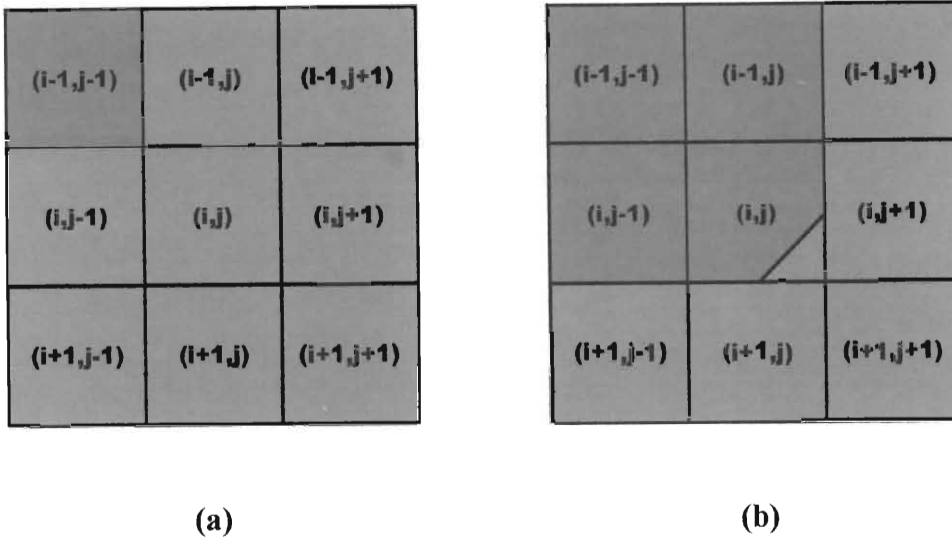 (i-1,j-1) (i-1,j) (i-1,j+1) (i-1,j-1) (i-1,j) (i-1,j+1)
(i,j-1) (i,j) (i,j+1) (i,j-1) (i,j) (i,j+1)
(i+1,j-1) (i+1,j) (i+1,j+1) (i+1,j-1) (i+1,j) (i+1,j+1)
(a) (b)